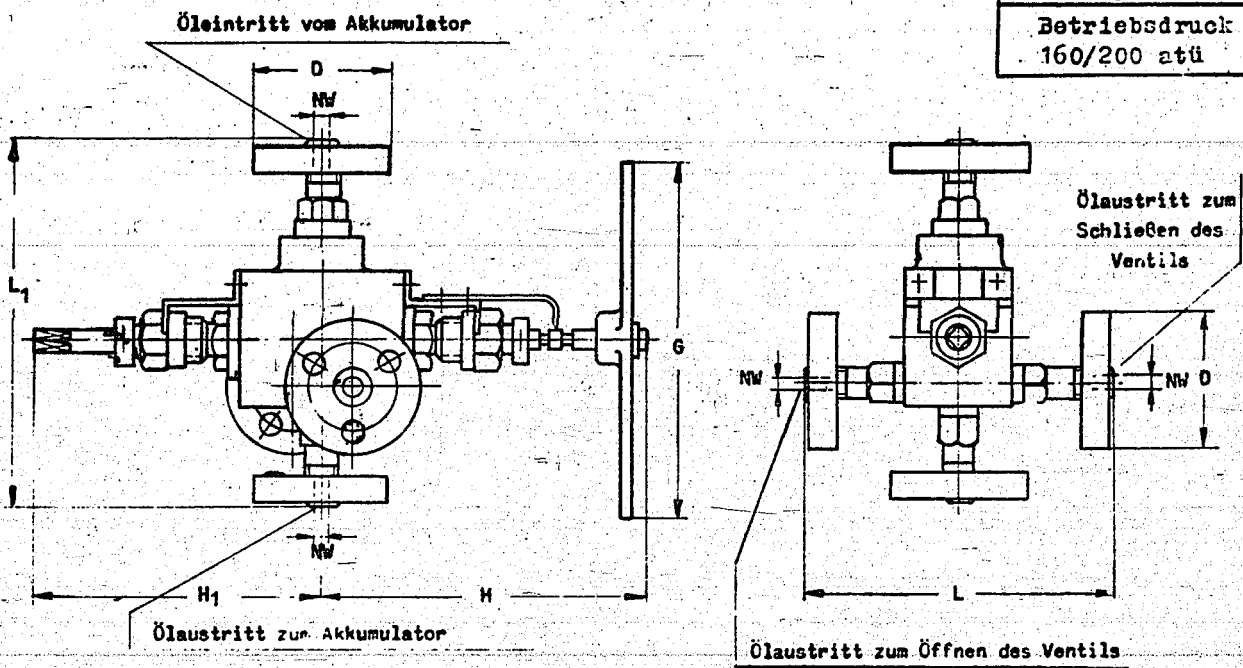 Öleintritt vom Akkumulator
Betriebsdruck
160/200 atü
D
NW
L1
G
NW
H1
H
Ölaustritt zum Akkumulator
Ölaustritt zum
Schließen des
Ventils
NW
NW D
L
Ölaustritt zum Öffnen des Ventils